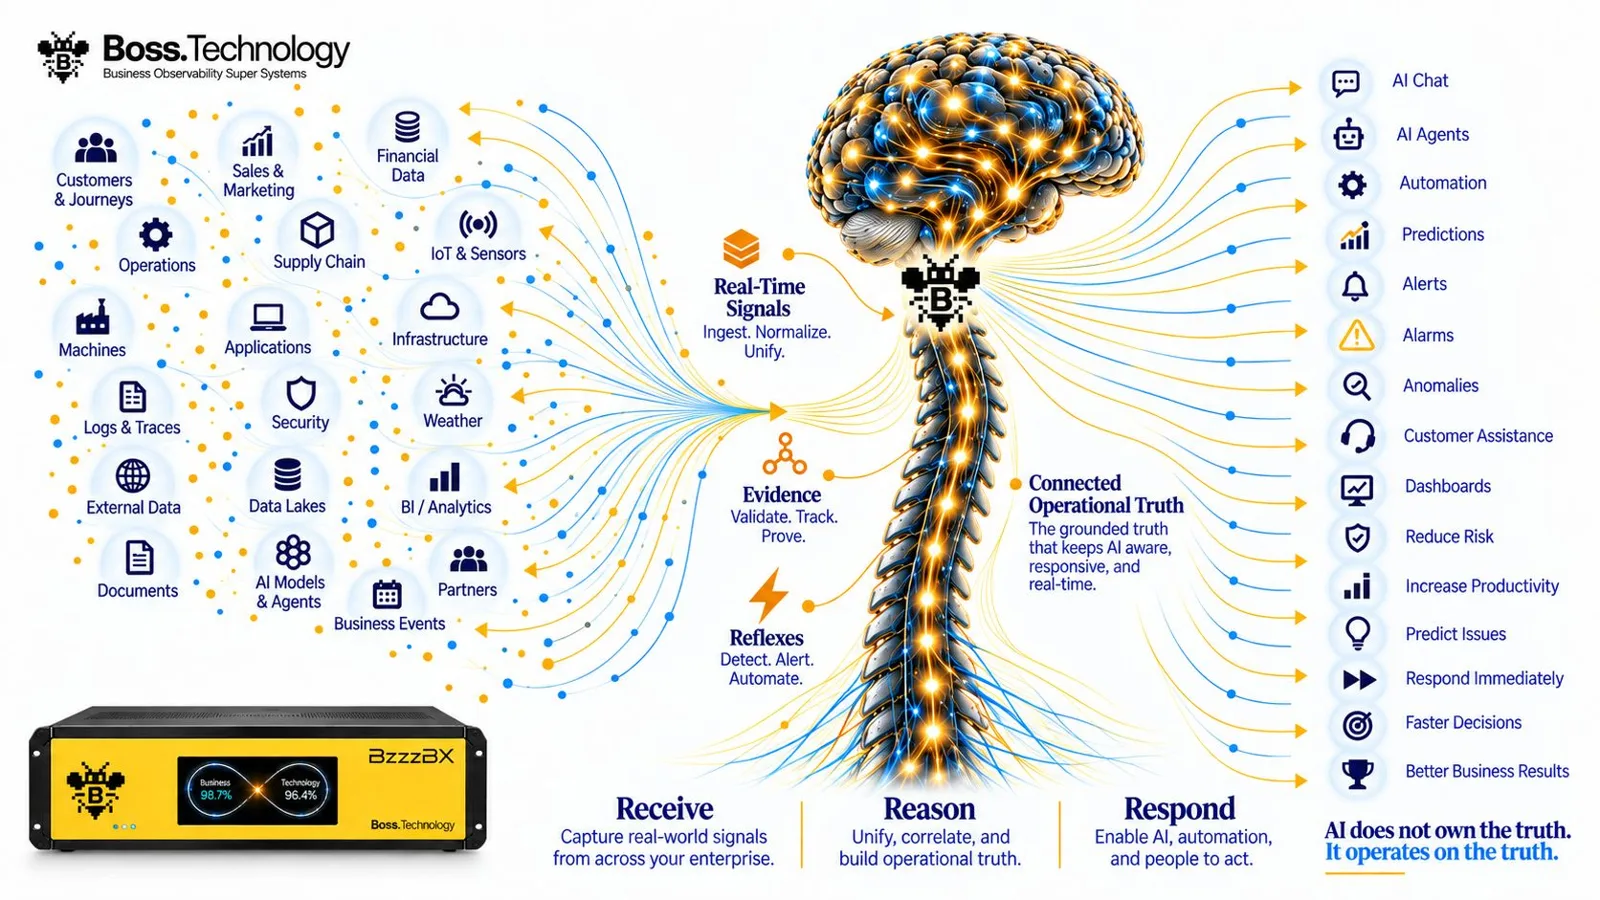 Boss.Technology
Business Observability Super Systems
Customers
& Journeys
Sales &
Marketing
Financial
Data
Operations
Supply Chain
IoT & Sensors
Machines
Applications
Infrastructure
Logs & Traces
Security
Weather
External Data
Data Lakes
BI / Analytics
Documents
AI Models
& Agents
Business Events
Partners
BzzzBX
B
Business
98.7%
Technology
96.4%
Boss.Technology
Real-Time
Signals
Ingest. Normalize.
Unify.
Evidence
Validate. Track.
Prove.
Reflexes
Detect. Alert.
Automate.
B
Connected
Operational Truth
The grounded truth
that keeps AI aware,
responsive, and
real-time.
Receive
Capture real-world signals
from across your enterprise.
Reason
Unify, correlate, and
build operational truth.
Respond
Enable AI, automation,
and people to act.
AI Chat
AI Agents
Automation
Predictions
Alerts
Alarms
Anomalies
Customer Assistance
Dashboards
Reduce Risk
Increase Productivity
Predict Issues
Respond Immediately
Faster Decisions
Better Business Results
AI does not own the truth.
It operates on the truth.